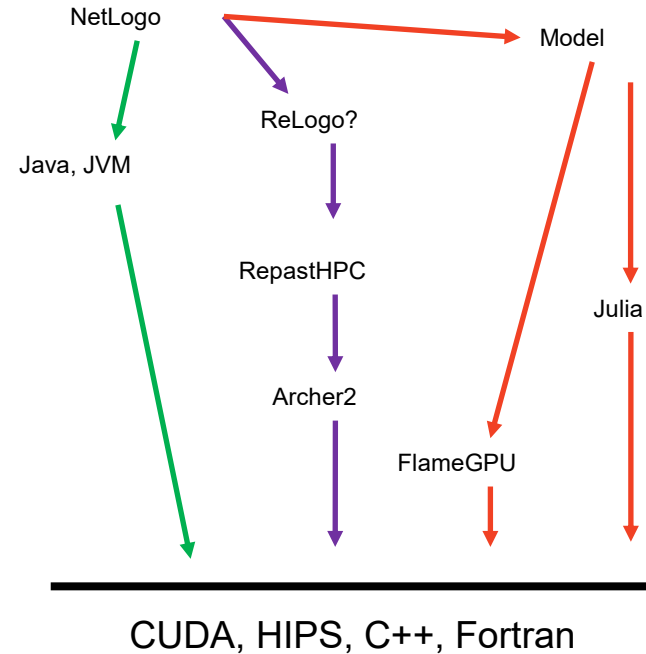 NetLogo
Model
ReLogo?
Java, JVM
RepastHPC
Julia
Archer2
FlameGPU
CUDA, HIPS, C++, Fortran